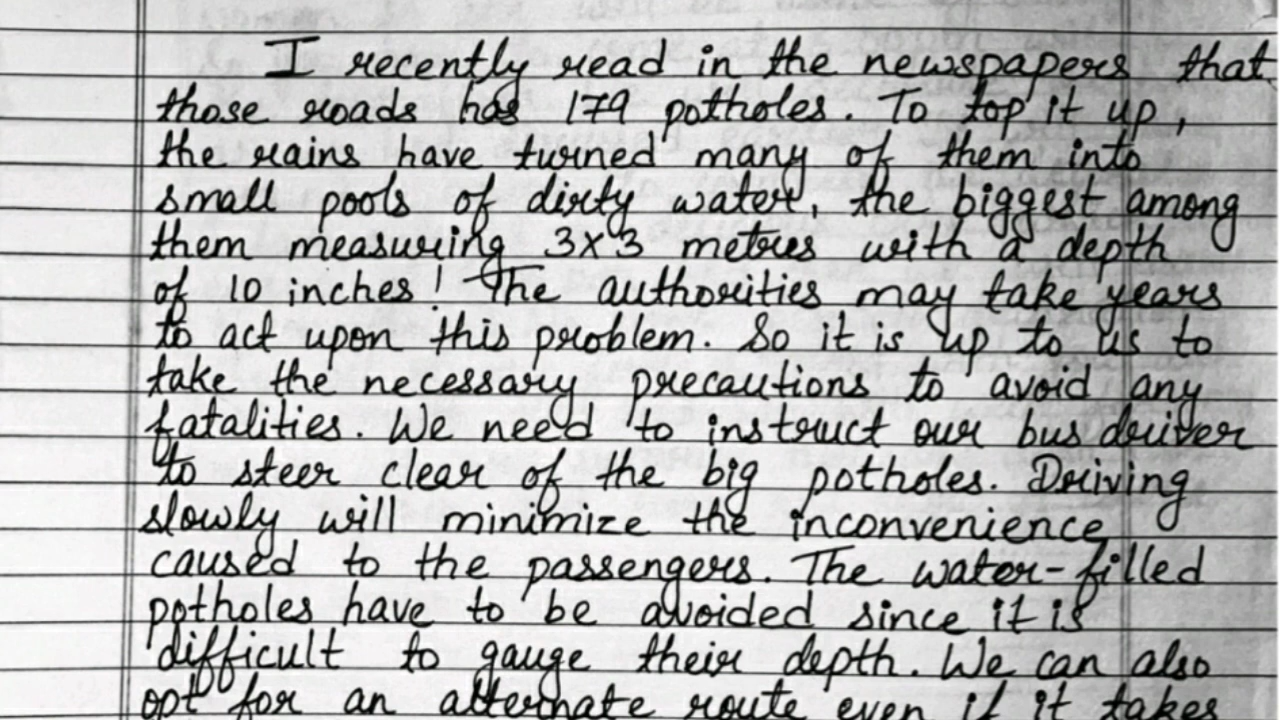 I recently read in the newspapers that
those roads has 179 potholes. To top it up,
the rains have turned many of them into
small pools of dirty water, the biggest among
them measuring 3x3 metres with a depth
of 10 inches! The authorities may take years
to act upon this problem. So it is up to us to
take the necessary precautions to avoid any
fatalities. We need to instruct our bus driver
to steer clear of the big potholes. Driving
slowly will minimize the inconvenience
caused to the passengers. The water-filled
potholes have to be avoided since it is
difficult to gauge their depth. We can also
opt for an alternate route even if it takes